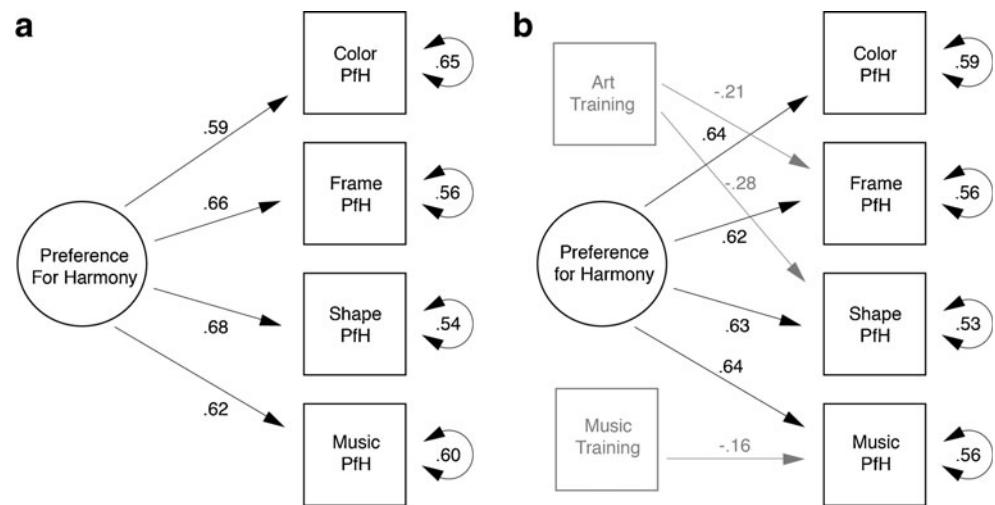 a
Color
PfH
.65
.59
Frame
PfH
.56
.66
Preference
For Harmony
Shape
PfH
.54
.68
Music
PfH
.60
.62
b
Art
Training
Color
PfH
.59
-.21
.64
Frame
PfH
.56
-.28
.62
Preference
for Harmony
Shape
PfH
.53
.63
.64
Music
Training
-.16
Music
PfH
.56